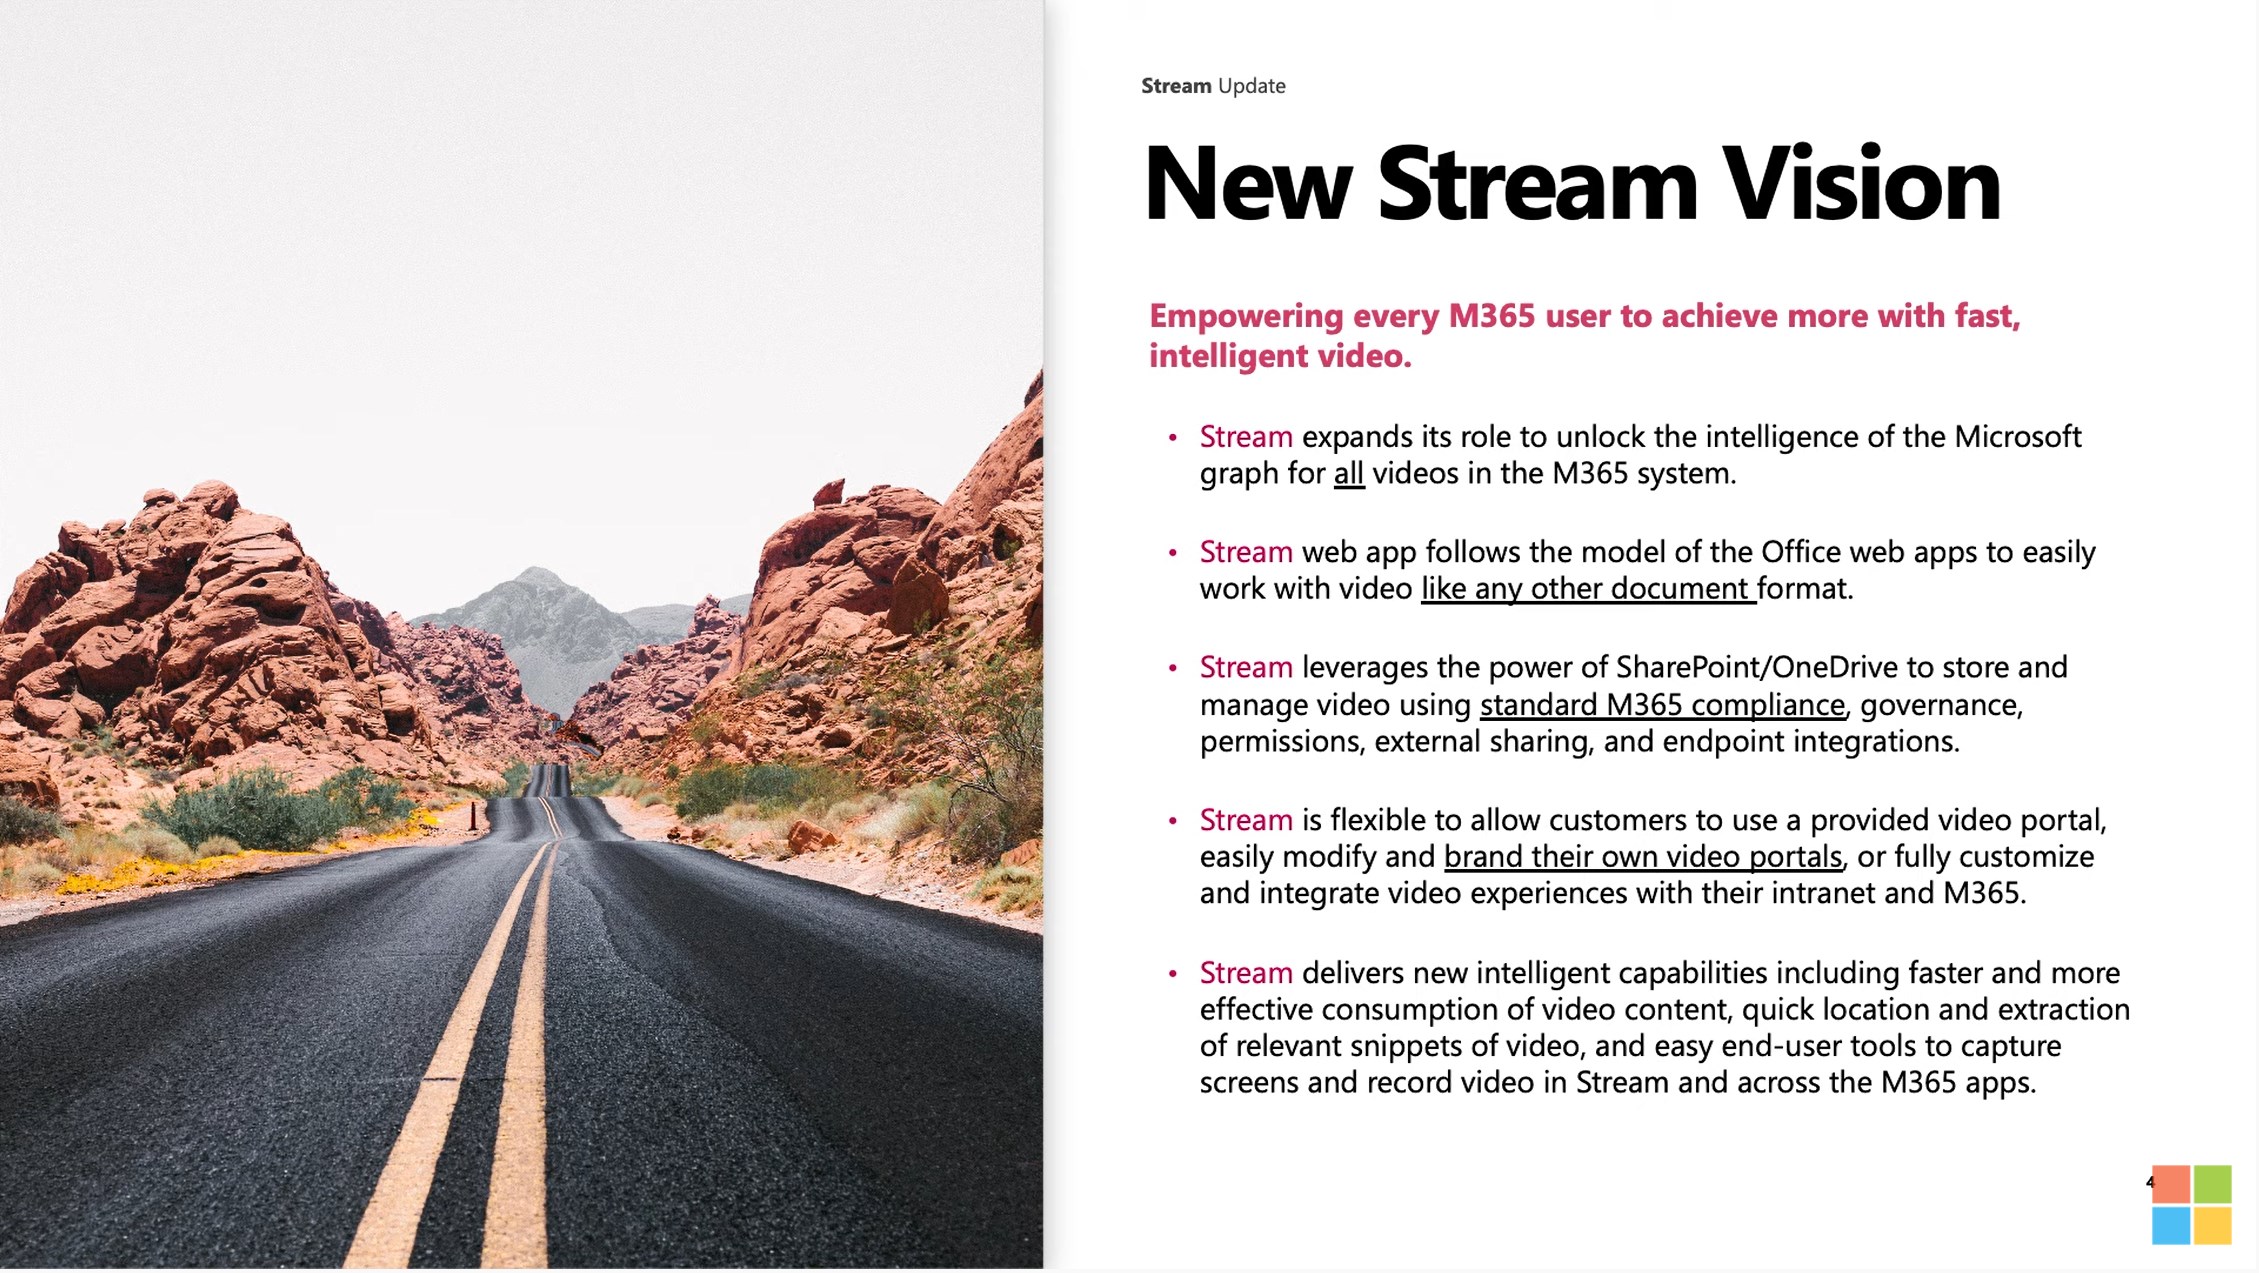 Stream Update
New Stream Vision
Empowering every M365 user to achieve more with fast,
intelligent video.
• Stream expands its role to unlock the intelligence of the Microsoft
graph for all videos in the M365 system.
• Stream web app follows the model of the Office web apps to easily
work with video like any other document format.
• Stream leverages the power of SharePoint/OneDrive to store and
manage video using standard M365 compliance, governance,
permissions, external sharing, and endpoint integrations.
• Stream is flexible to allow customers to use a provided video portal,
easily modify and brand their own video portals, or fully customize
and integrate video experiences with their intranet and M365.
• Stream delivers new intelligent capabilities including faster and more
effective consumption of video content, quick location and extraction
of relevant snippets of video, and easy end-user tools to capture
screens and record video in Stream and across the M365 apps.
4